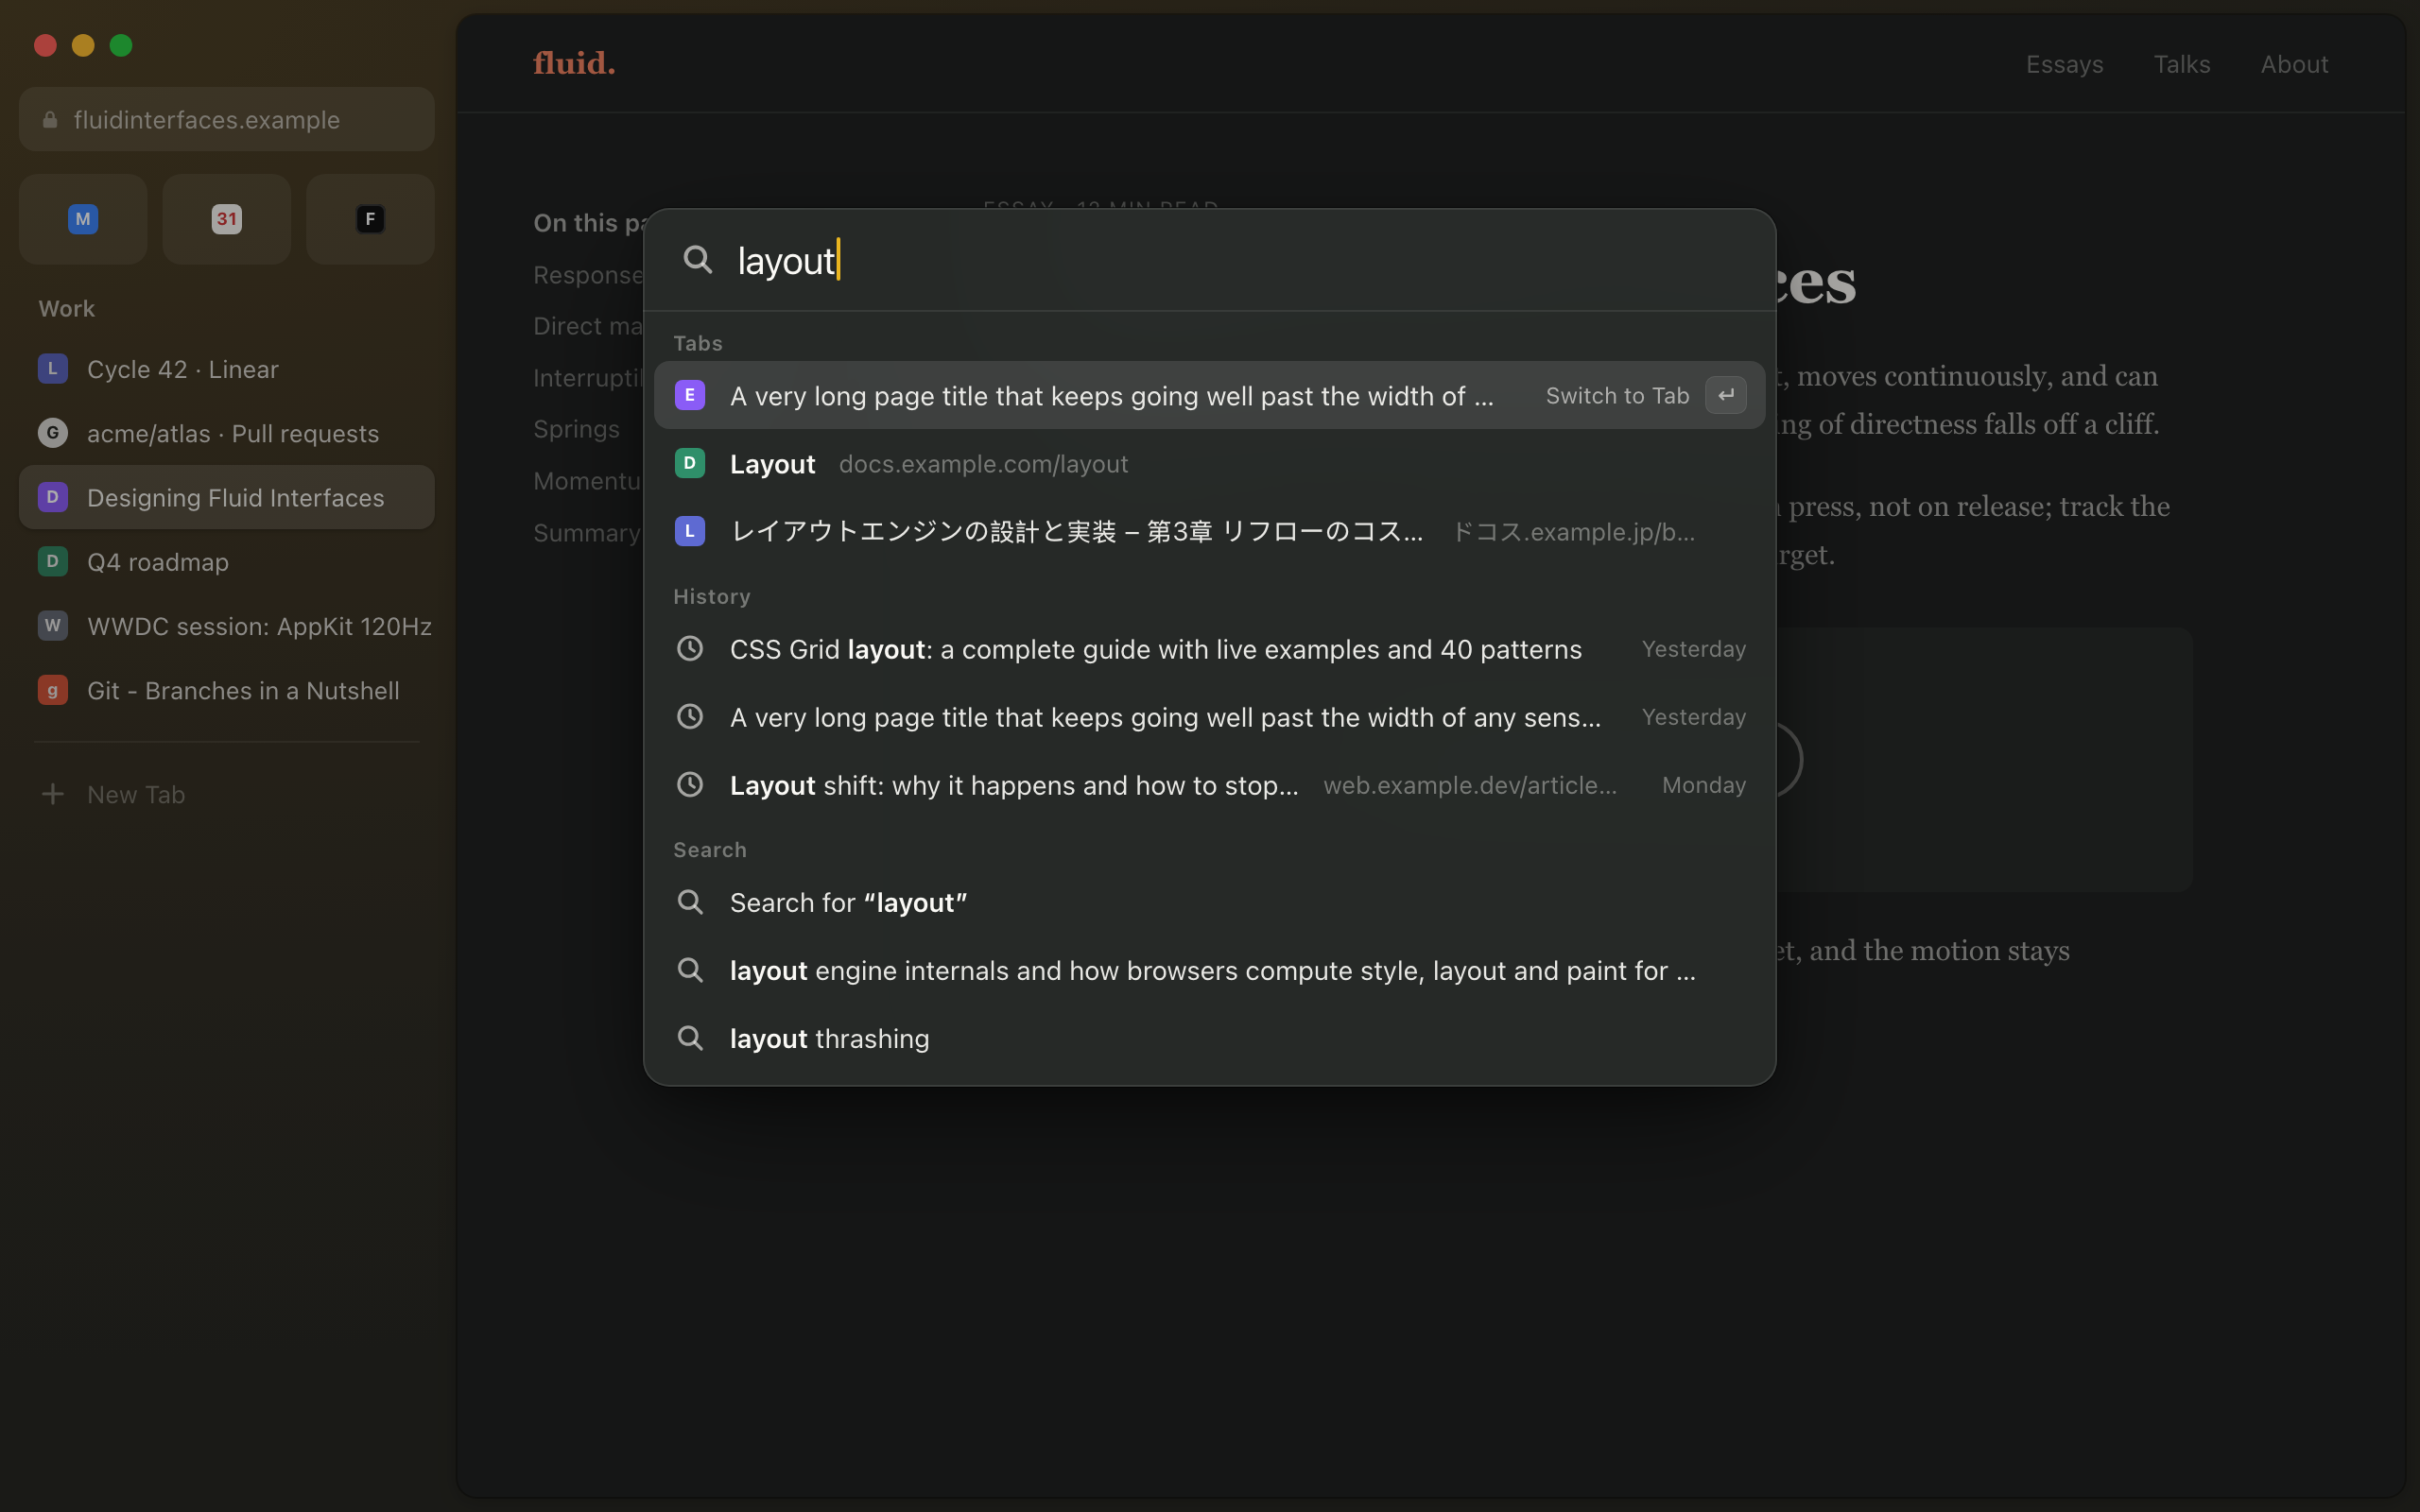 fluidinterfaces.example
M
31
F
Work
L Cycle 42 · Linear
G acme/atlas · Pull requests
D Designing Fluid Interfaces
D Q4 roadmap
W WWDC session: AppKit 120Hz
g Git - Branches in a Nutshell
New Tab
fluid.
Essays Talks About
ESSAY 12 MIN READ
On this pa
Response
Direct ma
Interruptil
Springs
Momentu
Summary
layout
Tabs
E A very long page title that keeps going well past the width of … Switch to Tab
D Layout docs.example.com/layout
L レイアウトエンジンの設計と実装 – 第3章 リフローのコス… ドコス.example.jp/b…
History
CSS Grid layout: a complete guide with live examples and 40 patterns Yesterday
A very long page title that keeps going well past the width of any sens… Yesterday
Layout shift: why it happens and how to stop… web.example.dev/article… Monday
Search
Search for “layout”
layout engine internals and how browsers compute style, layout and paint for …
layout thrashing
ces
, moves continuously, and can
ing of directness falls off a cliff.
press, not on release; track the
rget.
et, and the motion stays